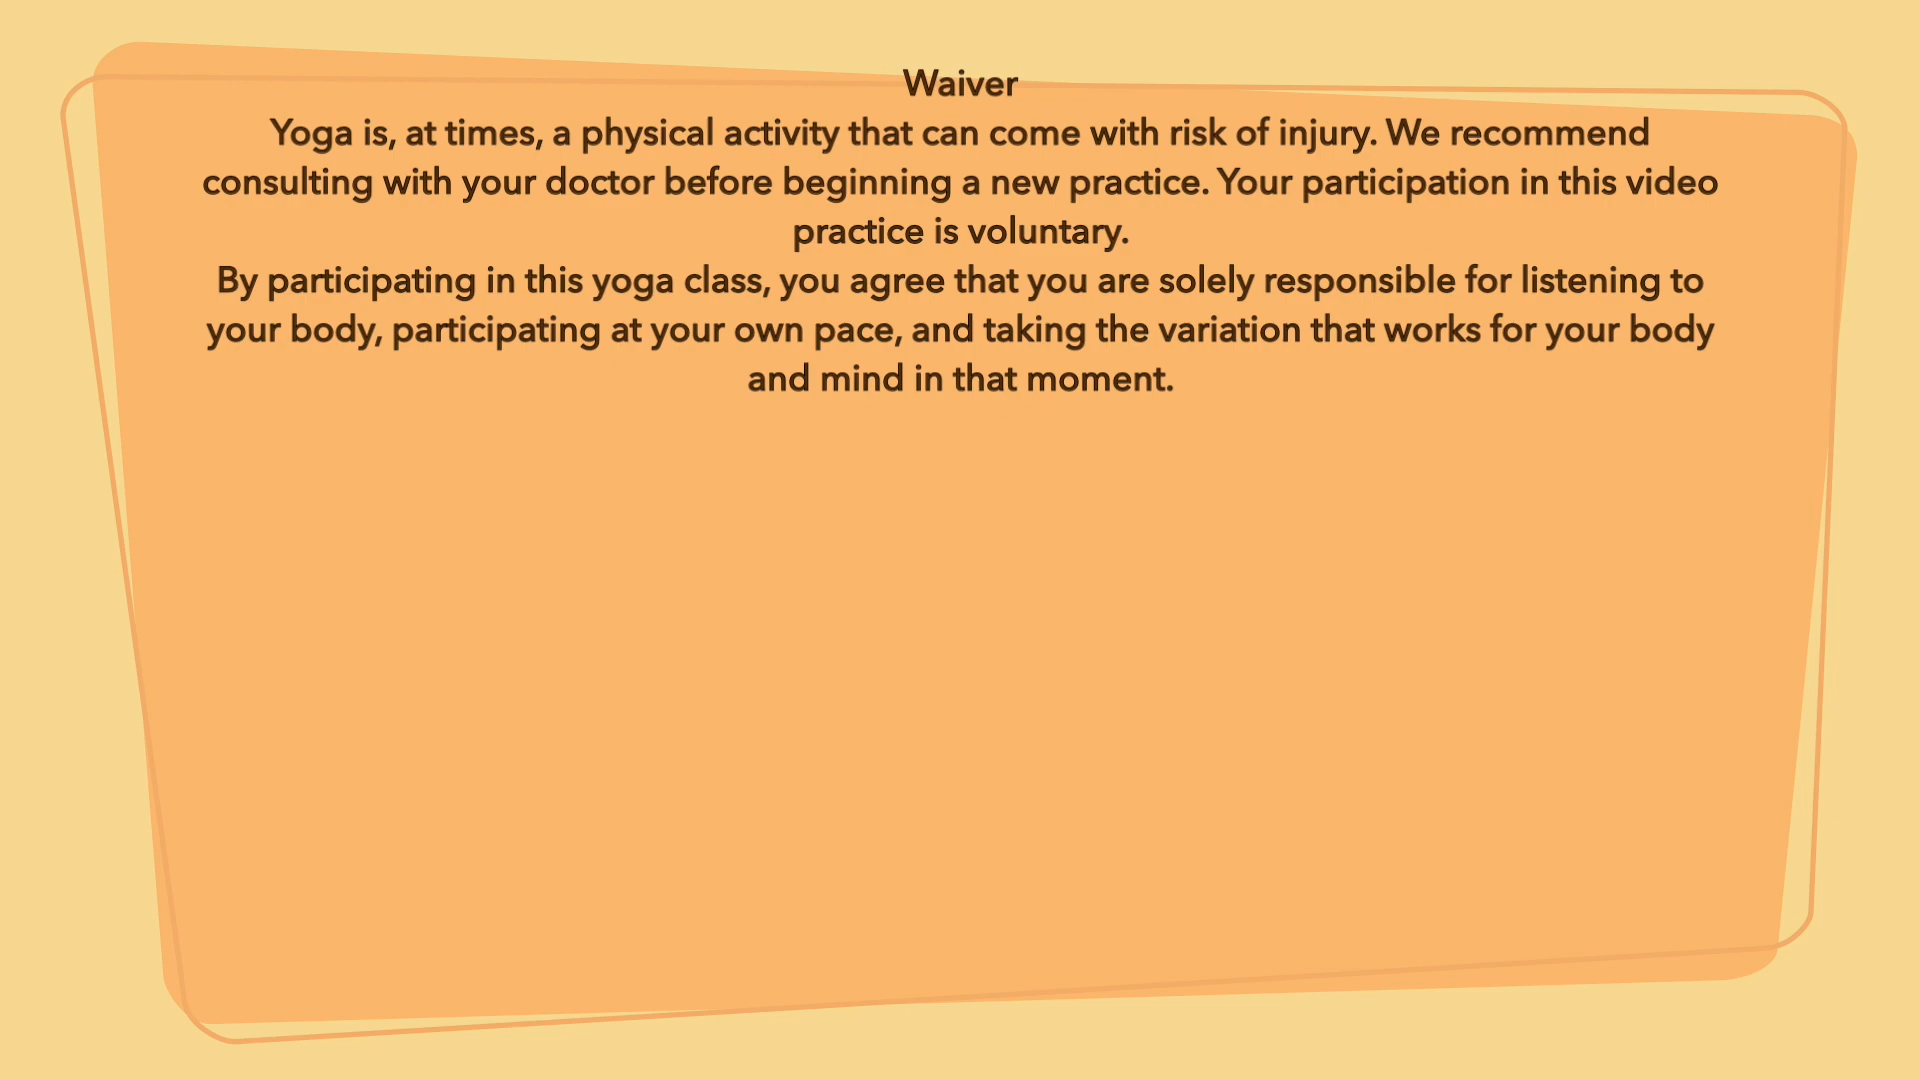 Waiver
Yoga is, at times, a physical activity that can come with risk of injury. We recommend
consulting with your doctor before beginning a new practice. Your participation in this video
practice is voluntary.
By participating in this yoga class, you agree that you are solely responsible for listening to
your body, participating at your own pace, and taking the variation that works for your body
and mind in that moment.